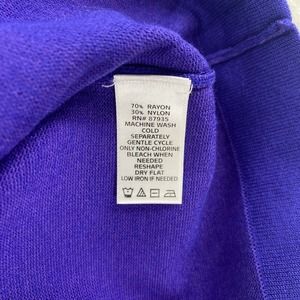 70% RAYON
30% NYLON
RN# 87935
MACHINE WASH
COLD
SEPARATELY
GENTLE CYCLE
ONLY NON-CHLORINE
BLEACH WHEN
NEEDED
RESHAPE
DRY FLAT
LOW IRON IF NEEDED